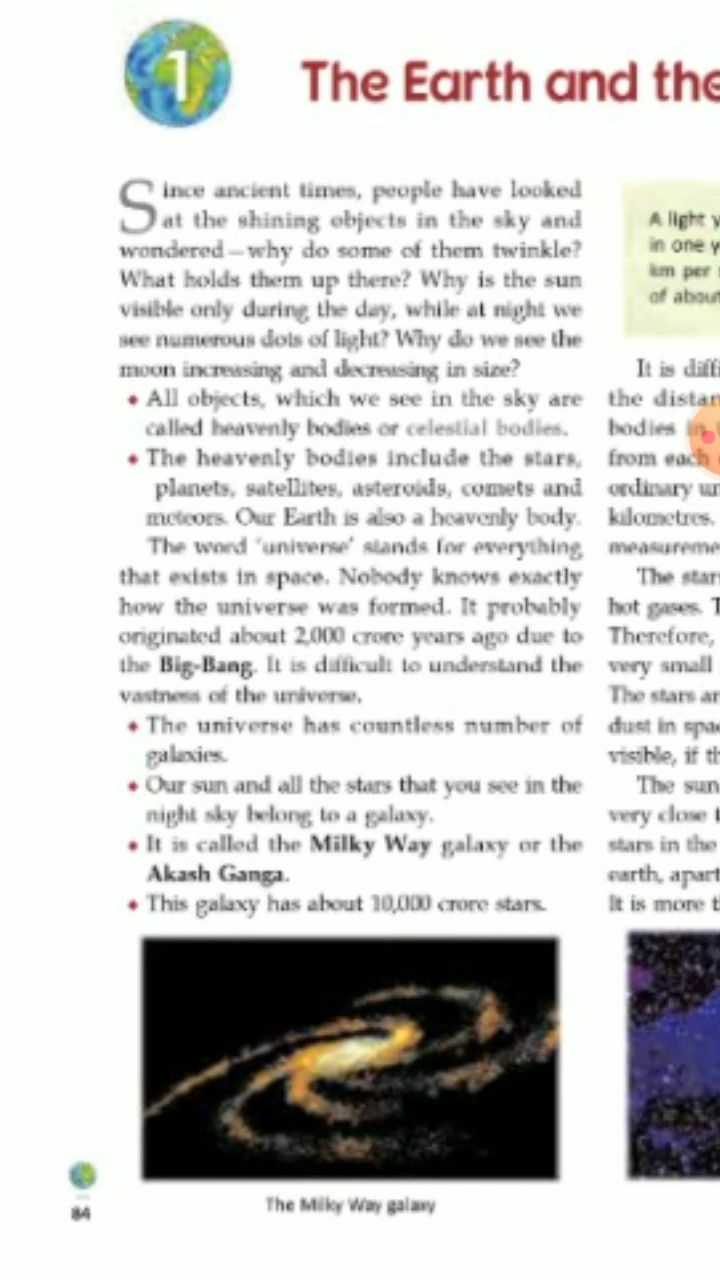 1
The Earth and the
Since ancient times, people have looked
at the shining objects in the sky and
wondered—why do some of them twinkle?
What holds them up there? Why is the sun
visible only during the day, while at night we
see numerous dots of light? Why do we see the
moon increasing and decreasing in size?
• All objects, which we see in the sky are
called heavenly bodies or celestial bodies.
• The heavenly bodies include the stars,
planets, satellites, asteroids, comets and
meteors. Our Earth is also a heavenly body.
The word 'universe' stands for everything
that exists in space. Nobody knows exactly
how the universe was formed. It probably
originated about 2,000 crore years ago due to
the Big-Bang. It is difficult to understand the
vastness of the universe.
• The universe has countless number of
galaxies.
• Our sun and all the stars that you see in the
night sky belong to a galaxy.
• It is called the Milky Way galaxy or the
Akash Ganga.
• This galaxy has about 10,000 crore stars.
The Milky Way galaxy
84
A light y
in one y
km per
of about
It is diff
the distan
bodies in
from each
ordinary un
kilometres.
measureme
The star
hot gases. T
Therefore,
very small
The stars ar
dust in spac
visible, if th
The sun
very close t
stars in the
earth, apart
It is more th